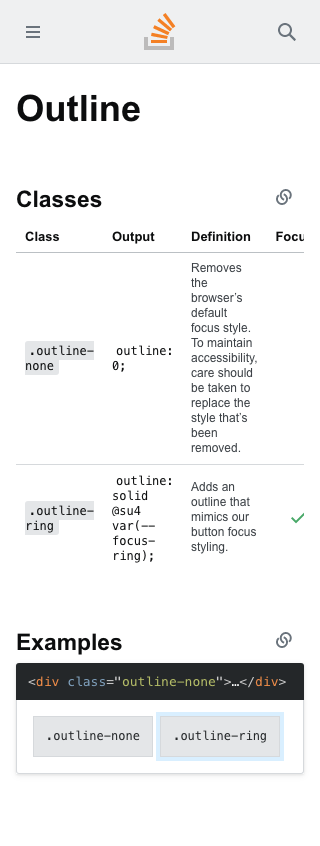 Outline
Classes
Class Output Definition Focu
Removes
the
browser's
default
focus style.
To maintain
accessibility,
care should
be taken to
replace the
style that's
been
removed.
.outline-
none
outline:
0;
.outline-
ring
outline:
solid
@su4
var(--
focus-
ring);
Adds an
outline that
mimics our
button focus
styling.
Examples
<div class="outline-none">…</div>
.outline-none .outline-ring